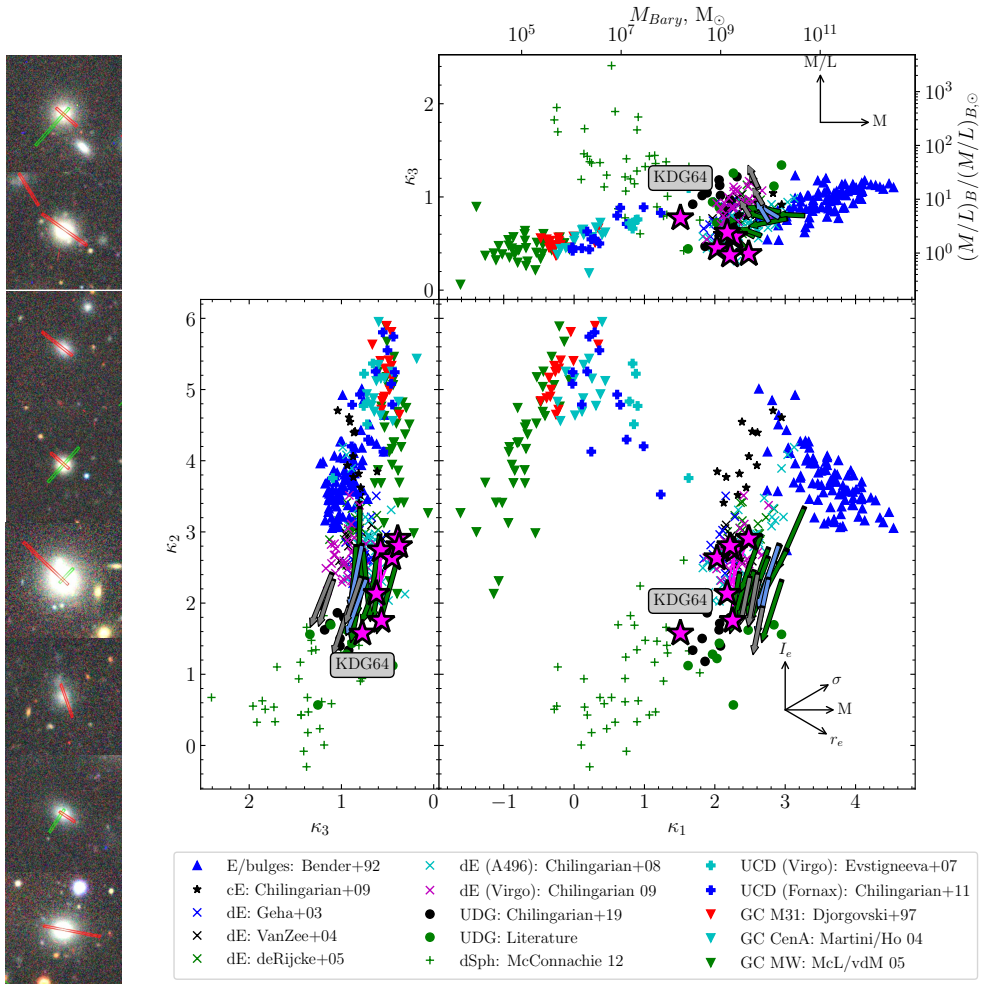 M_Bary, M_⊙
10^5 10^7 10^9 10^11
M/L
M
κ_3
2
1
0
10^3
10^2
10^1
10^0
(M/L)_B/(M/L)_{B,⊙}
KDG64
κ_2
6
5
4
3
2
1
0
KDG64
KDG64
I_e
σ
M
r_e
2 1 0
κ_3
−1 0 1 2 3 4
κ_1
E/bulges: Bender+92
cE: Chilingarian+09
dE: Geha+03
dE: VanZee+04
dE: deRijcke+05
dE (A496): Chilingarian+08
dE (Virgo): Chilingarian 09
UDG: Chilingarian+19
UDG: Literature
dSph: McConnachie 12
UCD (Virgo): Evstigneeva+07
UCD (Fornax): Chilingarian+11
GC M31: Djorgovski+97
GC CenA: Martini/Ho 04
GC MW: McL/vdM 05